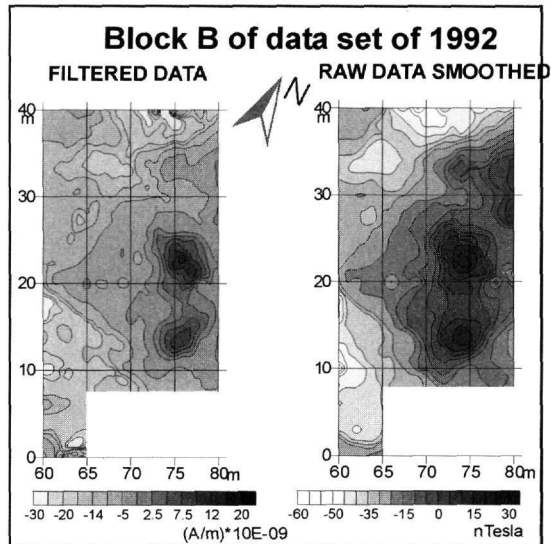 Block B of data set of 1992
FILTERED DATA
RAW DATA SMOOTHED
N
40
m
30
20
10
0
60 65 70 75 80m
40
m
30
20
10
0
60 65 70 75 80m
-30 -20 -14 -5 2.5 7.5 12 20
(A/m)*10E-09
-60 -50 -35 -15 0 15 30
nTesla